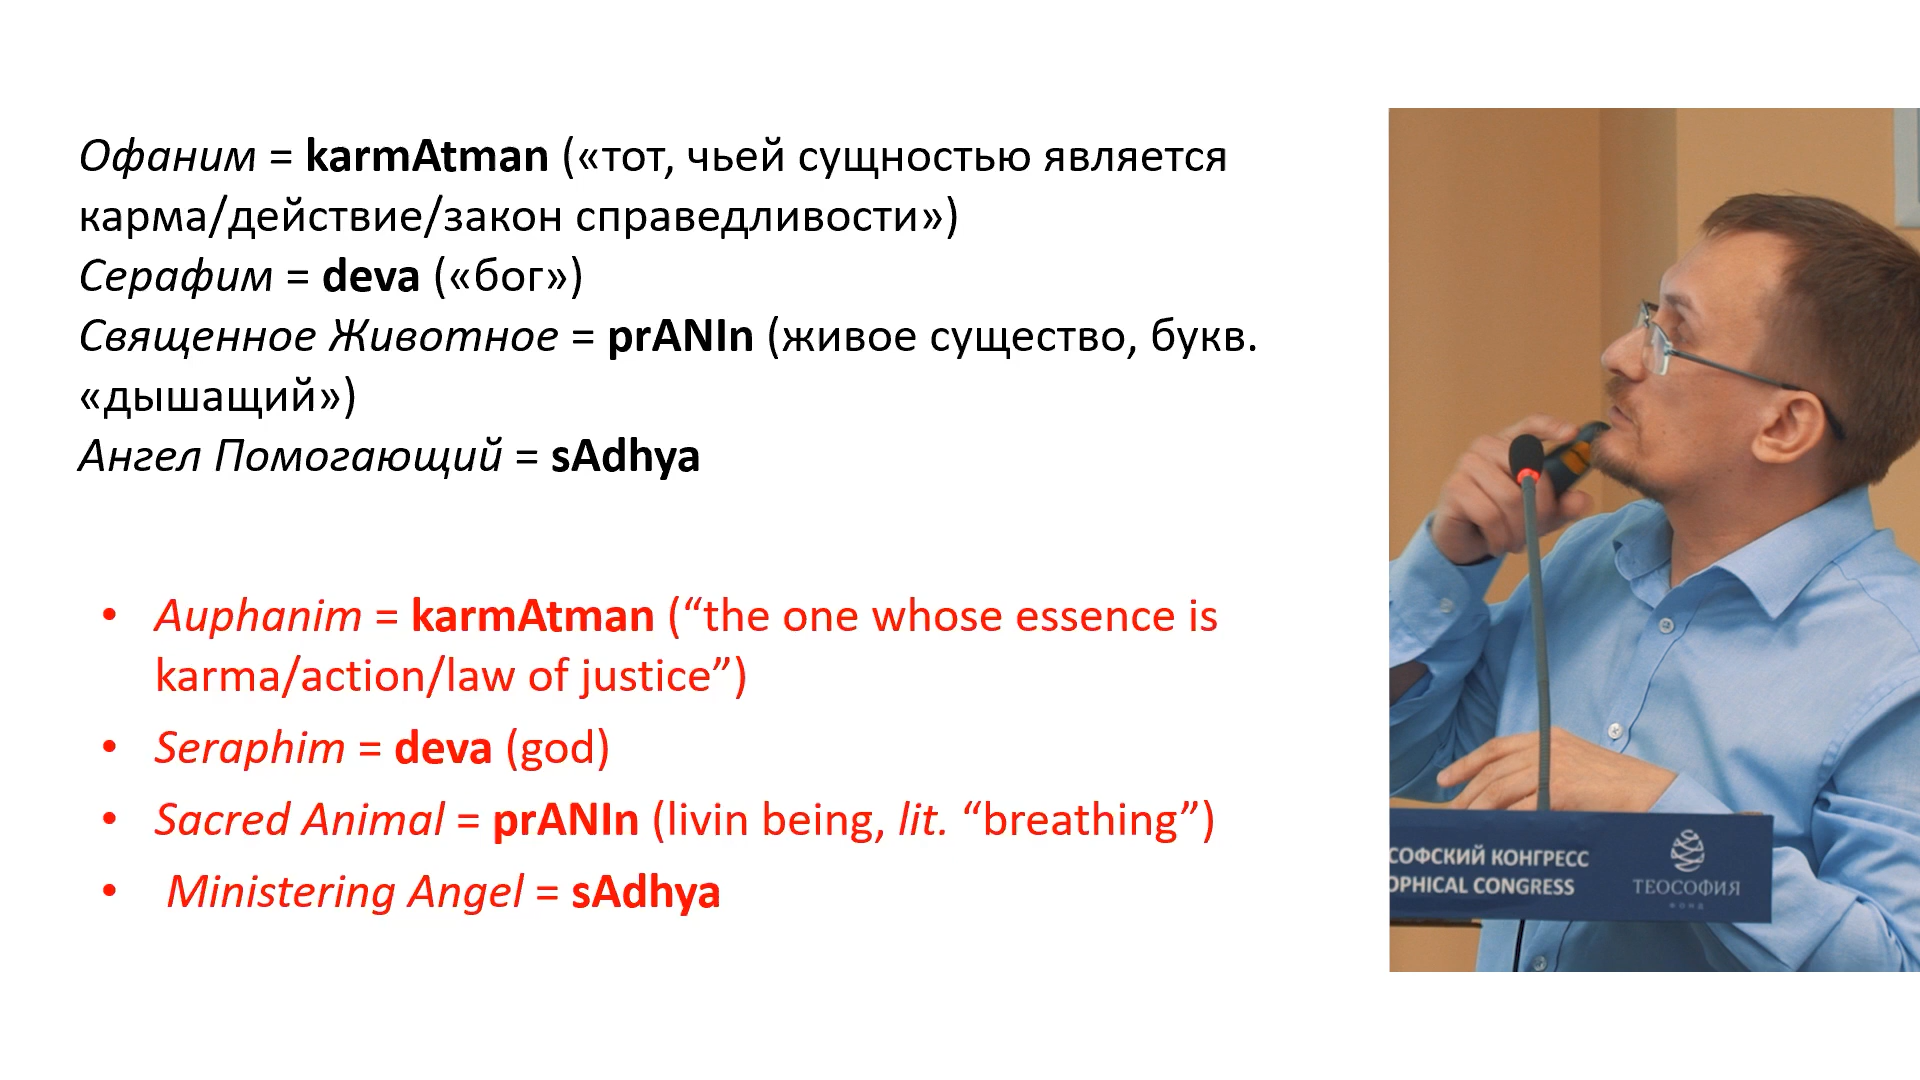 Офаним = karmAtman («тот, чьей сущностью является
карма/действие/закон справедливости»)
Серафим = deva («бог»)
Священное Животное = prANIn (живое существо, букв.
«дышащий»)
Ангел Помогающий = sAdhya
• Auphanim = karmAtman (“the one whose essence is
karma/action/law of justice”)
• Seraphim = deva (god)
• Sacred Animal = prANIn (livin being, lit. “breathing”)
• Ministering Angel = sAdhya
СОФСКИЙ КОНГРЕСС
OPHICAL CONGRESS
ТЕОСОФИЯ
ФОНД